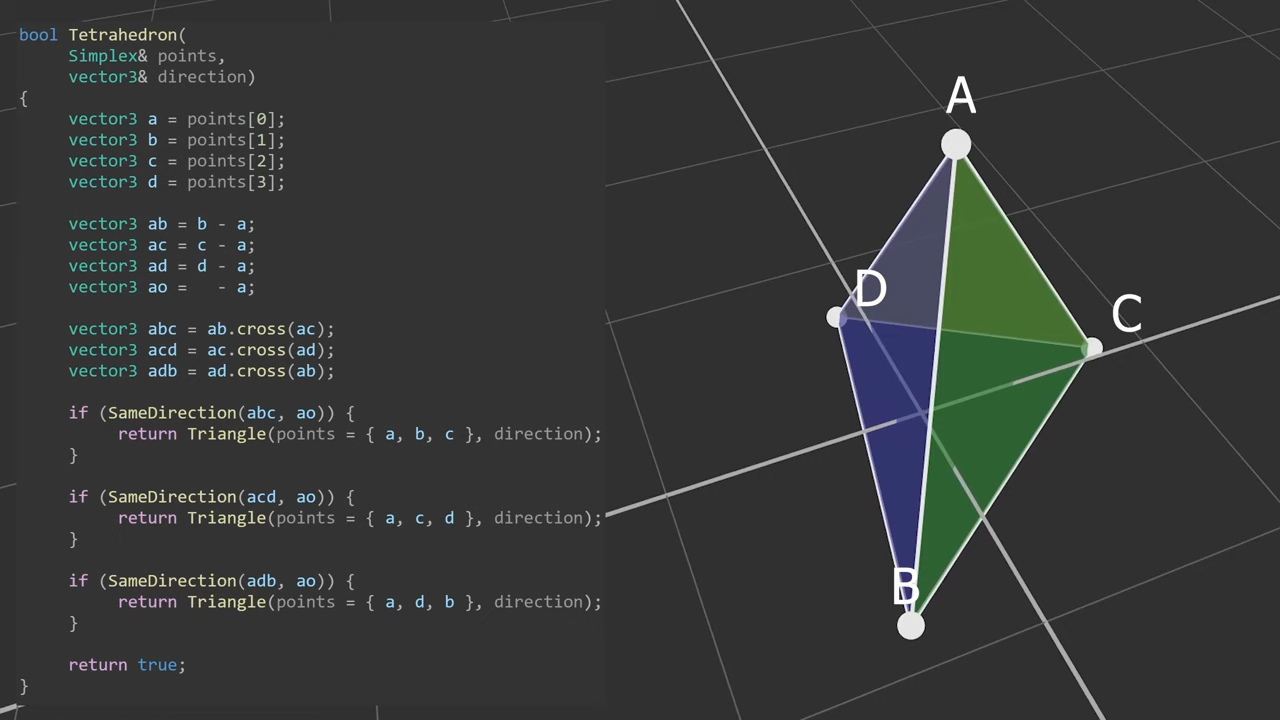 bool Tetrahedron(
Simplex& points,
vector3& direction)
{
vector3 a = points[0];
vector3 b = points[1];
vector3 c = points[2];
vector3 d = points[3];
vector3 ab = b - a;
vector3 ac = c - a;
vector3 ad = d - a;
vector3 ao =   - a;
vector3 abc = ab.cross(ac);
vector3 acd = ac.cross(ad);
vector3 adb = ad.cross(ab);
if (SameDirection(abc, ao)) {
return Triangle(points = { a, b, c }, direction);
}
if (SameDirection(acd, ao)) {
return Triangle(points = { a, c, d }, direction);
}
if (SameDirection(adb, ao)) {
return Triangle(points = { a, d, b }, direction);
}
return true;
}
A
D
C
B